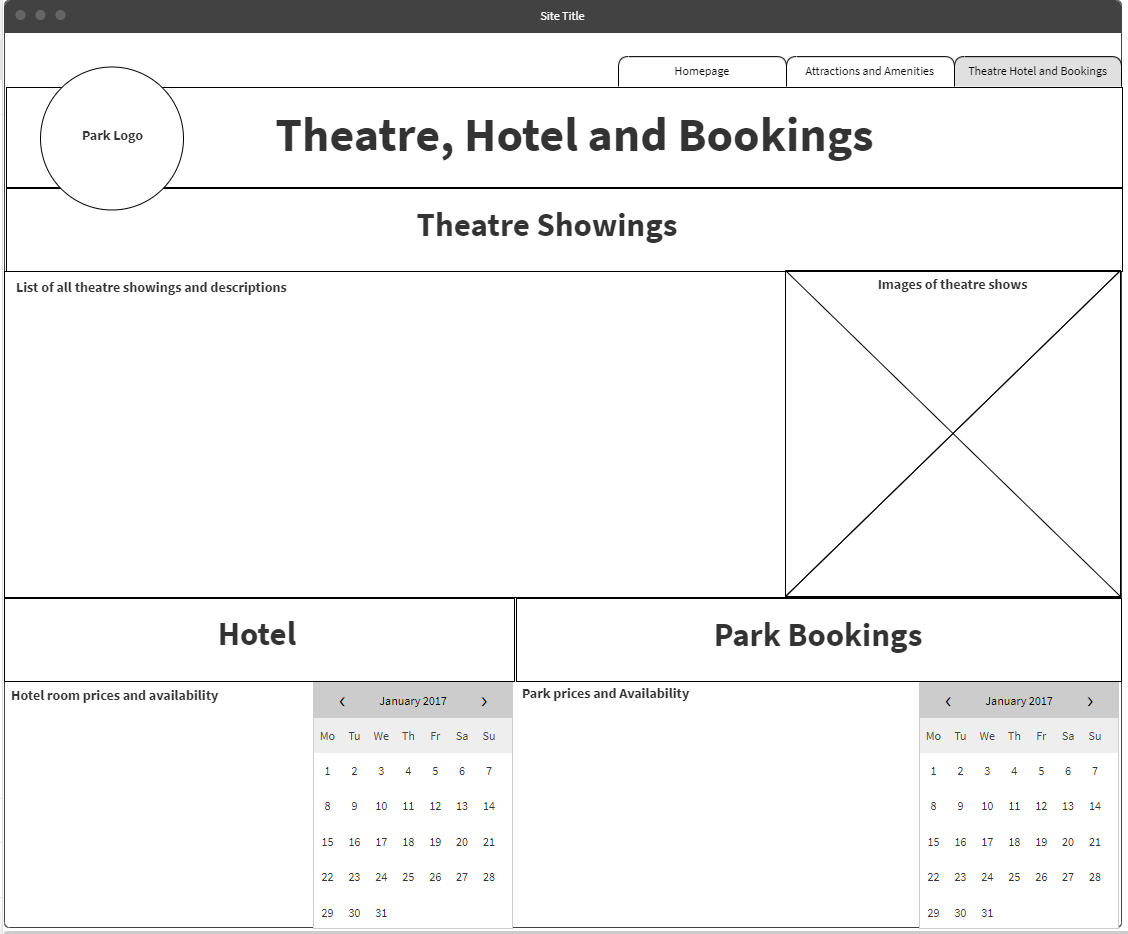 Site Title
Homepage
Attractions and Amenities
Theatre Hotel and Bookings
Park Logo
Theatre, Hotel and Bookings
Theatre Showings
List of all theatre showings and descriptions
Images of theatre shows
Hotel
Park Bookings
Hotel room prices and availability
January 2017
Mo Tu We Th Fr Sa Su
1 2 3 4 5 6 7
8 9 10 11 12 13 14
15 16 17 18 19 20 21
22 23 24 25 26 27 28
29 30 31
Park prices and Availability
January 2017
Mo Tu We Th Fr Sa Su
1 2 3 4 5 6 7
8 9 10 11 12 13 14
15 16 17 18 19 20 21
22 23 24 25 26 27 28
29 30 31